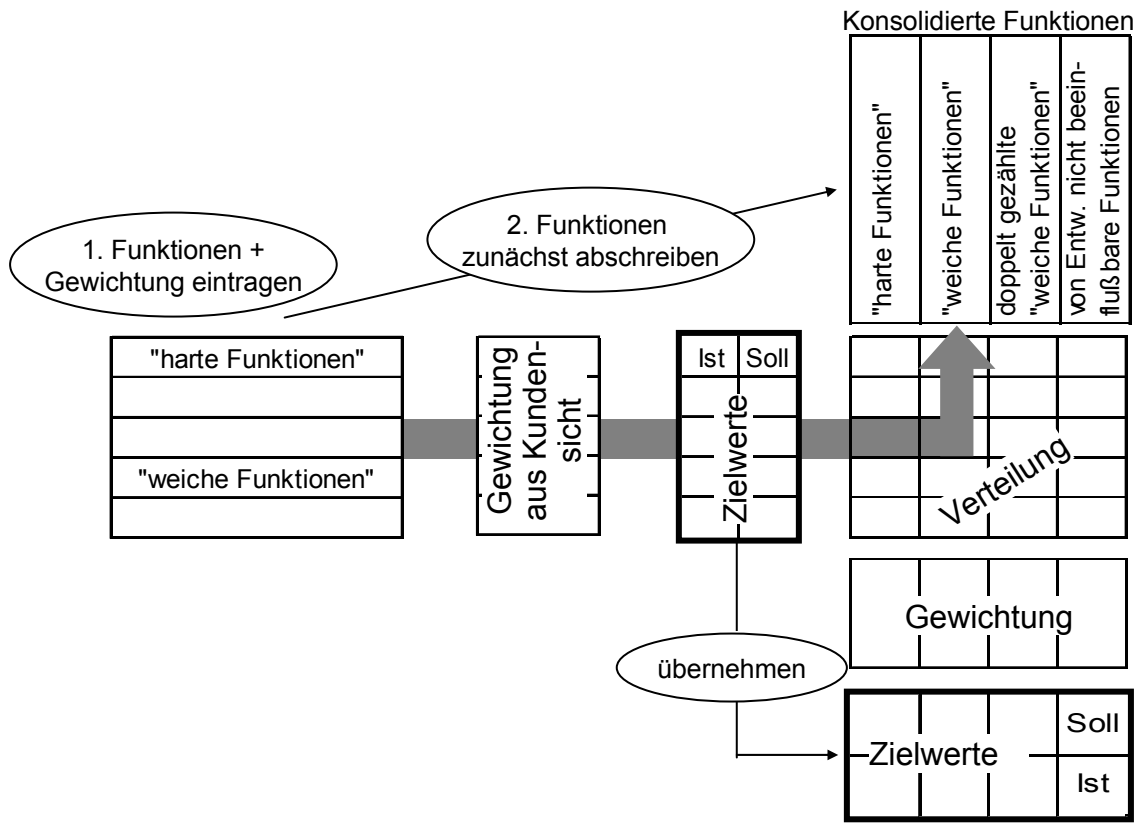 Konsolidierte Funktionen
"harte Funktionen"
"weiche Funktionen"
doppelt gezählte
"weiche Funktionen"
von Entw. nicht beein-
flußbare Funktionen
1. Funktionen +
Gewichtung eintragen
2. Funktionen
zunächst abschreiben
"harte Funktionen"
"weiche Funktionen"
Gewichtung
aus Kunden-
sicht
Ist
Soll
Zielwerte
Verteilung
Gewichtung
übernehmen
Zielwerte
Soll
Ist